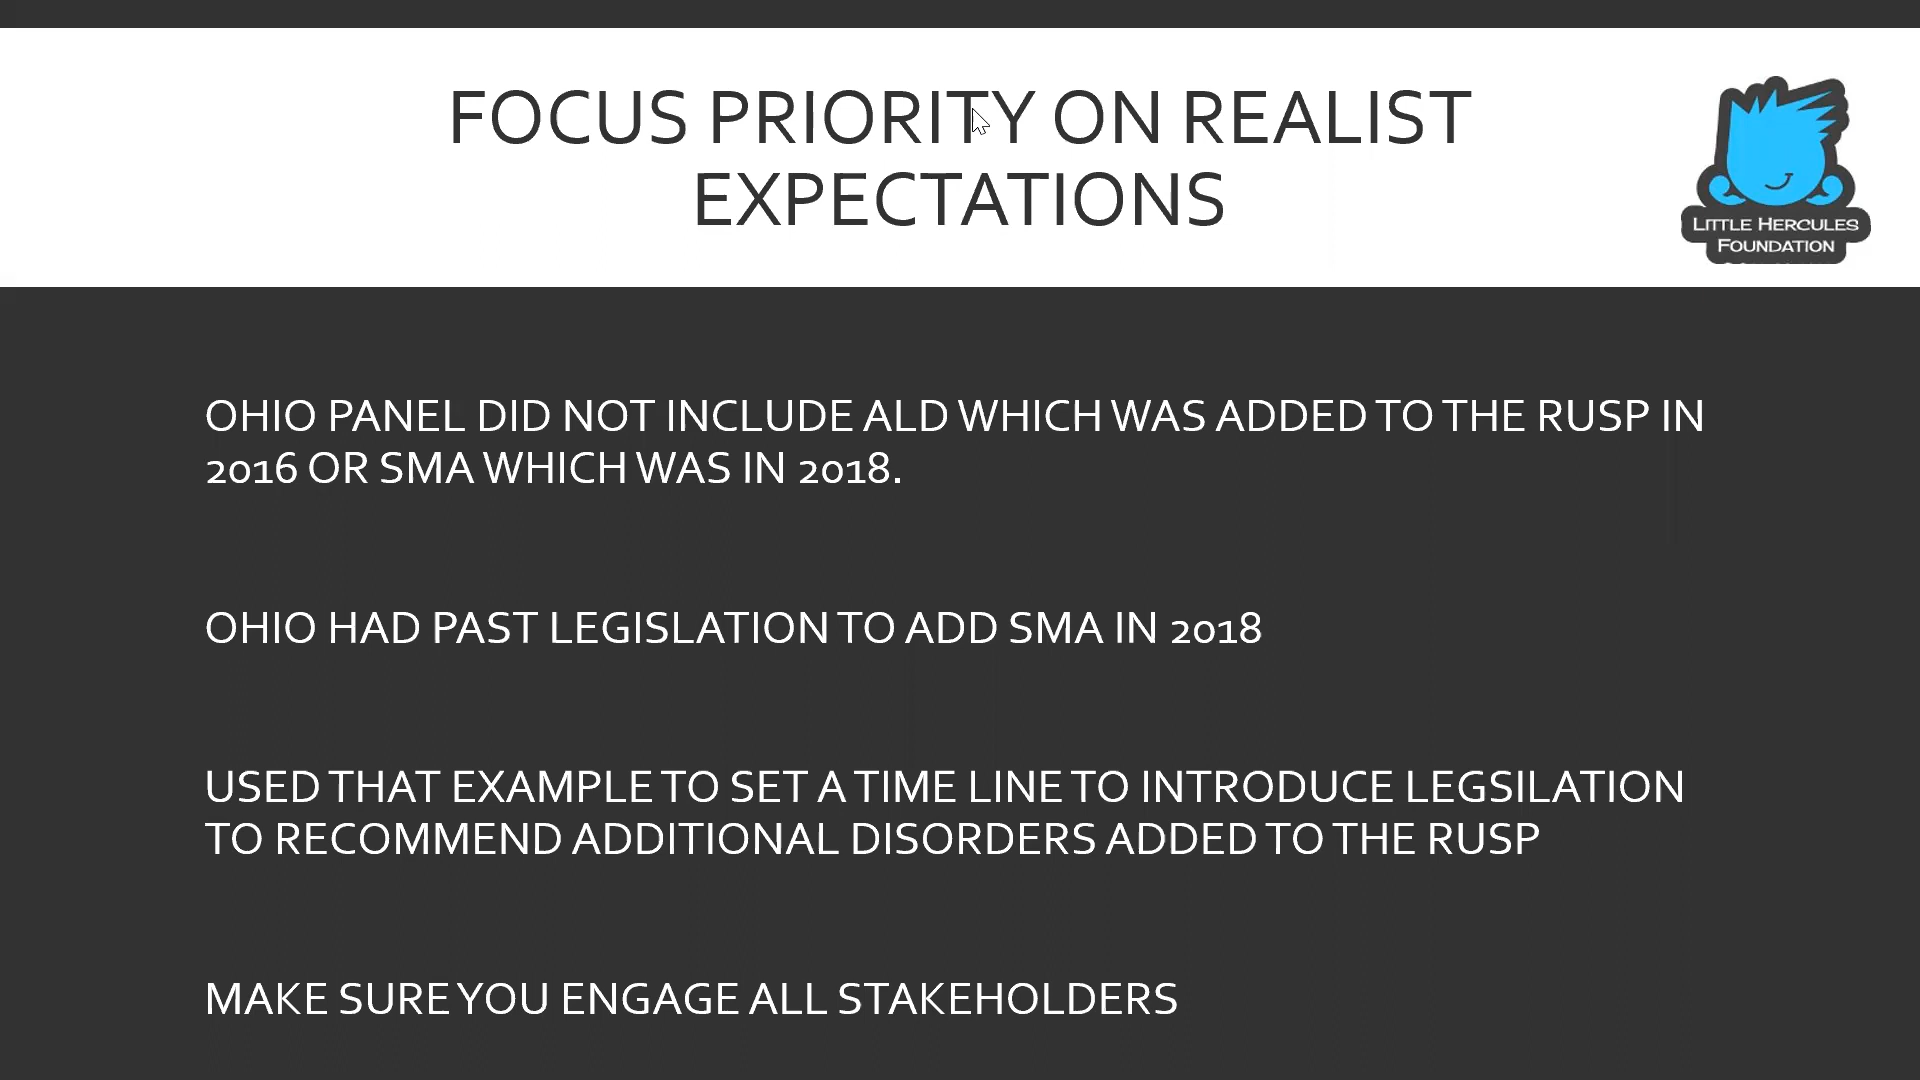 FOCUS PRIORITY ON REALIST
EXPECTATIONS
LITTLE HERCULES
FOUNDATION
OHIO PANEL DID NOT INCLUDE ALD WHICH WAS ADDED TO THE RUSP IN
2016 OR SMA WHICH WAS IN 2018.
OHIO HAD PAST LEGISLATION TO ADD SMA IN 2018
USED THAT EXAMPLE TO SET A TIME LINE TO INTRODUCE LEGSILATION
TO RECOMMEND ADDITIONAL DISORDERS ADDED TO THE RUSP
MAKE SURE YOU ENGAGE ALL STAKEHOLDERS